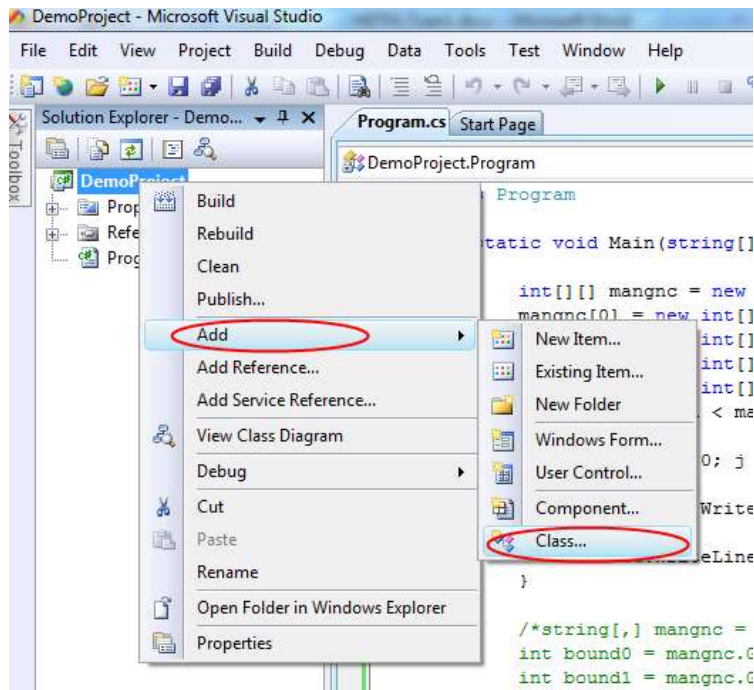 DemoProject - Microsoft Visual Studio
File Edit View Project Build Debug Data Tools Test Window Help
Solution Explorer - Demo...
Program.cs Start Page
Toolbox
DemoProject.Program
DemoProject
Prop
Refe
Prog
Build
Rebuild
Clean
Publish...
Add
Add Reference...
Add Service Reference...
View Class Diagram
Debug
Cut
Paste
Rename
Open Folder in Windows Explorer
Properties
New Item...
Existing Item...
New Folder
Windows Form...
User Control...
Component...
Class...
Program
static void Main(string[]
int[][] mangnc = new
mangnc[0] = new int[]
int[]
int[]
int[]
< ma
0; j
Write
eLine
}
/*string[,] mangnc =
int bound0 = mangnc.G
int bound1 = mangnc.G